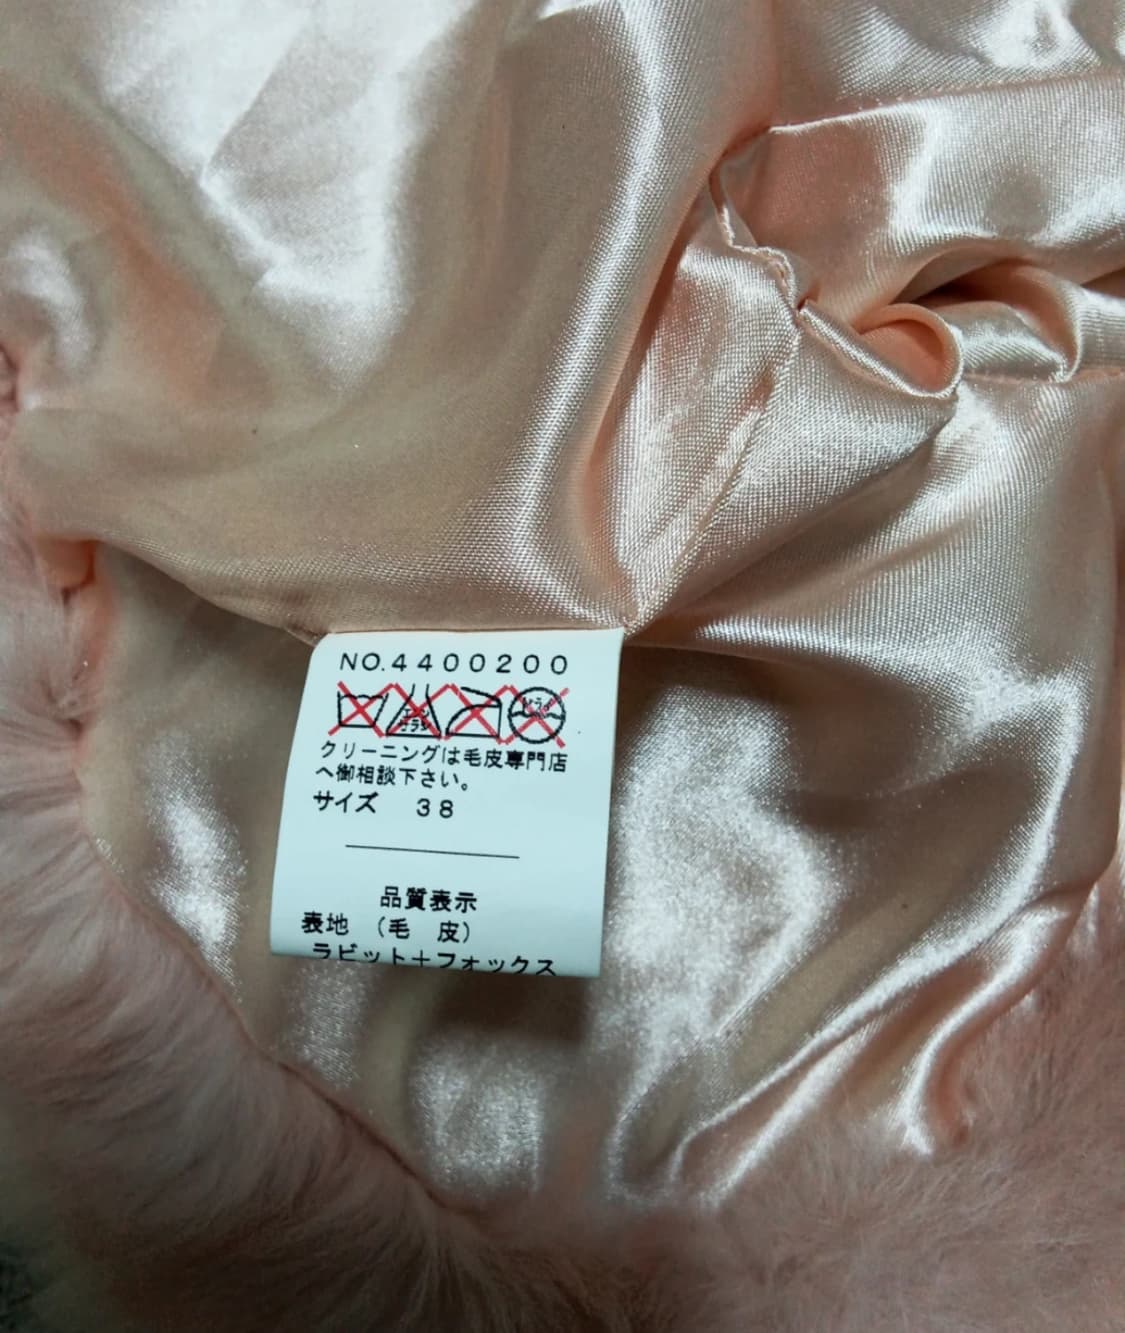 NO.4400200
クリーニングは毛皮専門店
へ御相談下さい。
サイズ 38
品質表示
表地 (毛 皮)
ラビット+フォックス